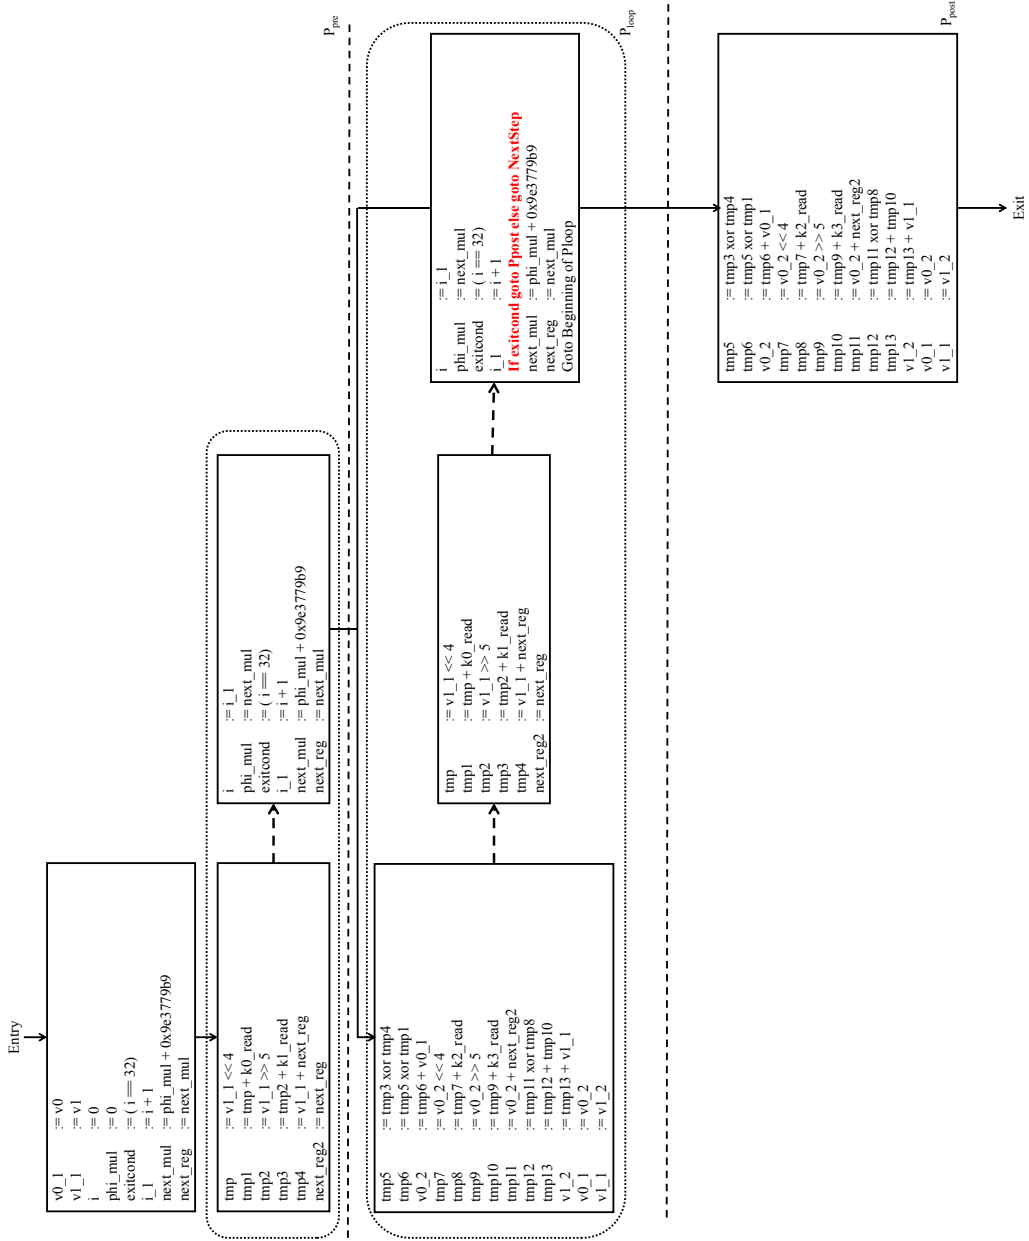 Entry
v0_1 := v0
v1_1 := v1
i := 0
phi_mul := 0
exitcond := ( i == 32)
i_1 := i + 1
next_mul := phi_mul + 0x9e3779b9
next_reg := next_mul
tmp := v1_1 << 4
tmp1 := tmp + k0_read
tmp2 := v1_1 >> 5
tmp3 := tmp2 + k1_read
tmp4 := v1_1 + next_reg
next_reg2 := next_reg
i := i_1
phi_mul := next_mul
exitcond := ( i == 32)
i_1 := i + 1
next_mul := phi_mul + 0x9e3779b9
next_reg := next_mul
P_pre
tmp5 := tmp3 xor tmp4
tmp6 := tmp5 xor tmp1
v0_2 := tmp6 + v0_1
tmp7 := v0_2 << 4
tmp8 := tmp7 + k2_read
tmp9 := v0_2 >> 5
tmp10 := tmp9 + k3_read
tmp11 := v0_2 + next_reg2
tmp12 := tmp11 xor tmp8
tmp13 := tmp12 + tmp10
v1_2 := tmp13 + v1_1
v0_1 := v0_2
v1_1 := v1_2
tmp := v1_1 << 4
tmp1 := tmp + k0_read
tmp2 := v1_1 >> 5
tmp3 := tmp2 + k1_read
tmp4 := v1_1 + next_reg
next_reg2 := next_reg
i := i_1
phi_mul := next_mul
exitcond := ( i == 32)
i_1 := i + 1
If exitcond goto Ppost else goto NextStep
next_mul := phi_mul + 0x9e3779b9
next_reg := next_mul
Goto Beginning of Ploop
P_loop
tmp5 := tmp3 xor tmp4
tmp6 := tmp5 xor tmp1
v0_2 := tmp6 + v0_1
tmp7 := v0_2 << 4
tmp8 := tmp7 + k2_read
tmp9 := v0_2 >> 5
tmp10 := tmp9 + k3_read
tmp11 := v0_2 + next_reg2
tmp12 := tmp11 xor tmp8
tmp13 := tmp12 + tmp10
v1_2 := tmp13 + v1_1
v0_1 := v0_2
v1_1 := v1_2
P_post
Exit